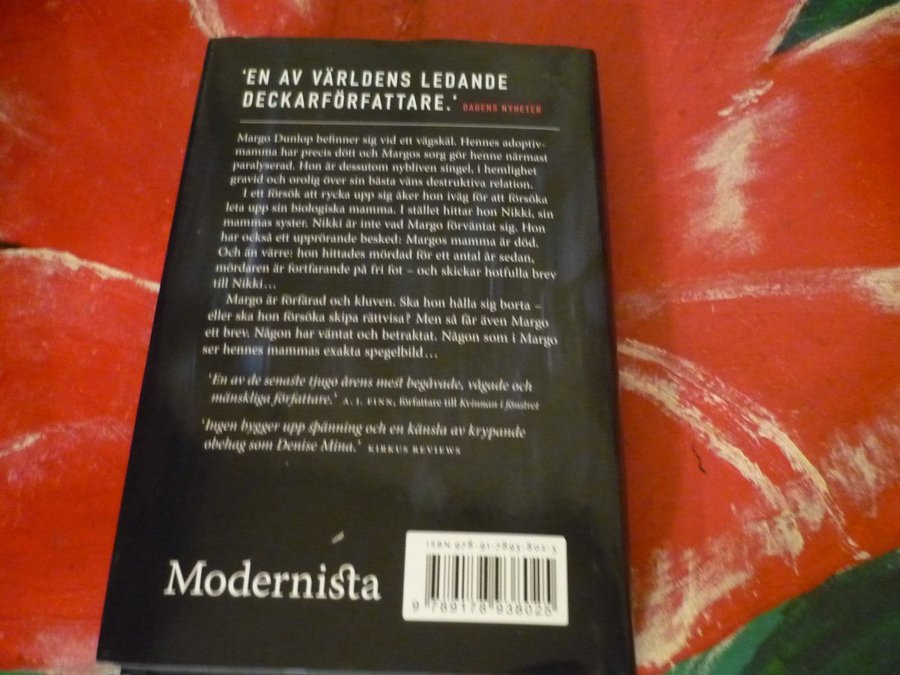 'EN AV VÄRLDENS LEDANDE
DECKARFÖRFATTARE.' DAGENS NYHETER
Margo Dunlop befinner sig vid ett vägskäl. Hennes adoptiv-
mamma har precis dött och Margos sorg gör henne närmast
paralyserad. Hon är dessutom nybliven singel, i hemlighet
gravid och orolig över sin bästa väns destruktiva relation.
I ett försök att rycka upp sig åker hon iväg för att försöka
leta upp sin biologiska mamma. I stället hittar hon Nikki, sin
mammas syster. Nikki är inte vad Margo förväntat sig. Hon
har också ett upprörande besked: Margos mamma är död.
Och än värre: hon hittades mördad för ett antal år sedan,
mördaren är fortfarande på fri fot – och skickar hotfulla brev
till Nikki…
Margo är förfärad och kluven. Ska hon hålla sig borta –
eller ska hon försöka skipa rättvisa? Men så får även Margo
ett brev. Någon har väntat och betraktat. Någon som i Margo
ser hennes mammas exakta spegelbild…
'En av de senaste tjugo årens mest begåvade, vågade och
mänskliga författare.' A. J. FINN, författare till Kvinnan i fönstret
'Ingen bygger upp spänning och en känsla av krypande
obehag som Denise Mina.' KIRKUS REVIEWS
Modernista
ISBN 978-91-7893-802-5
9 789178 938025